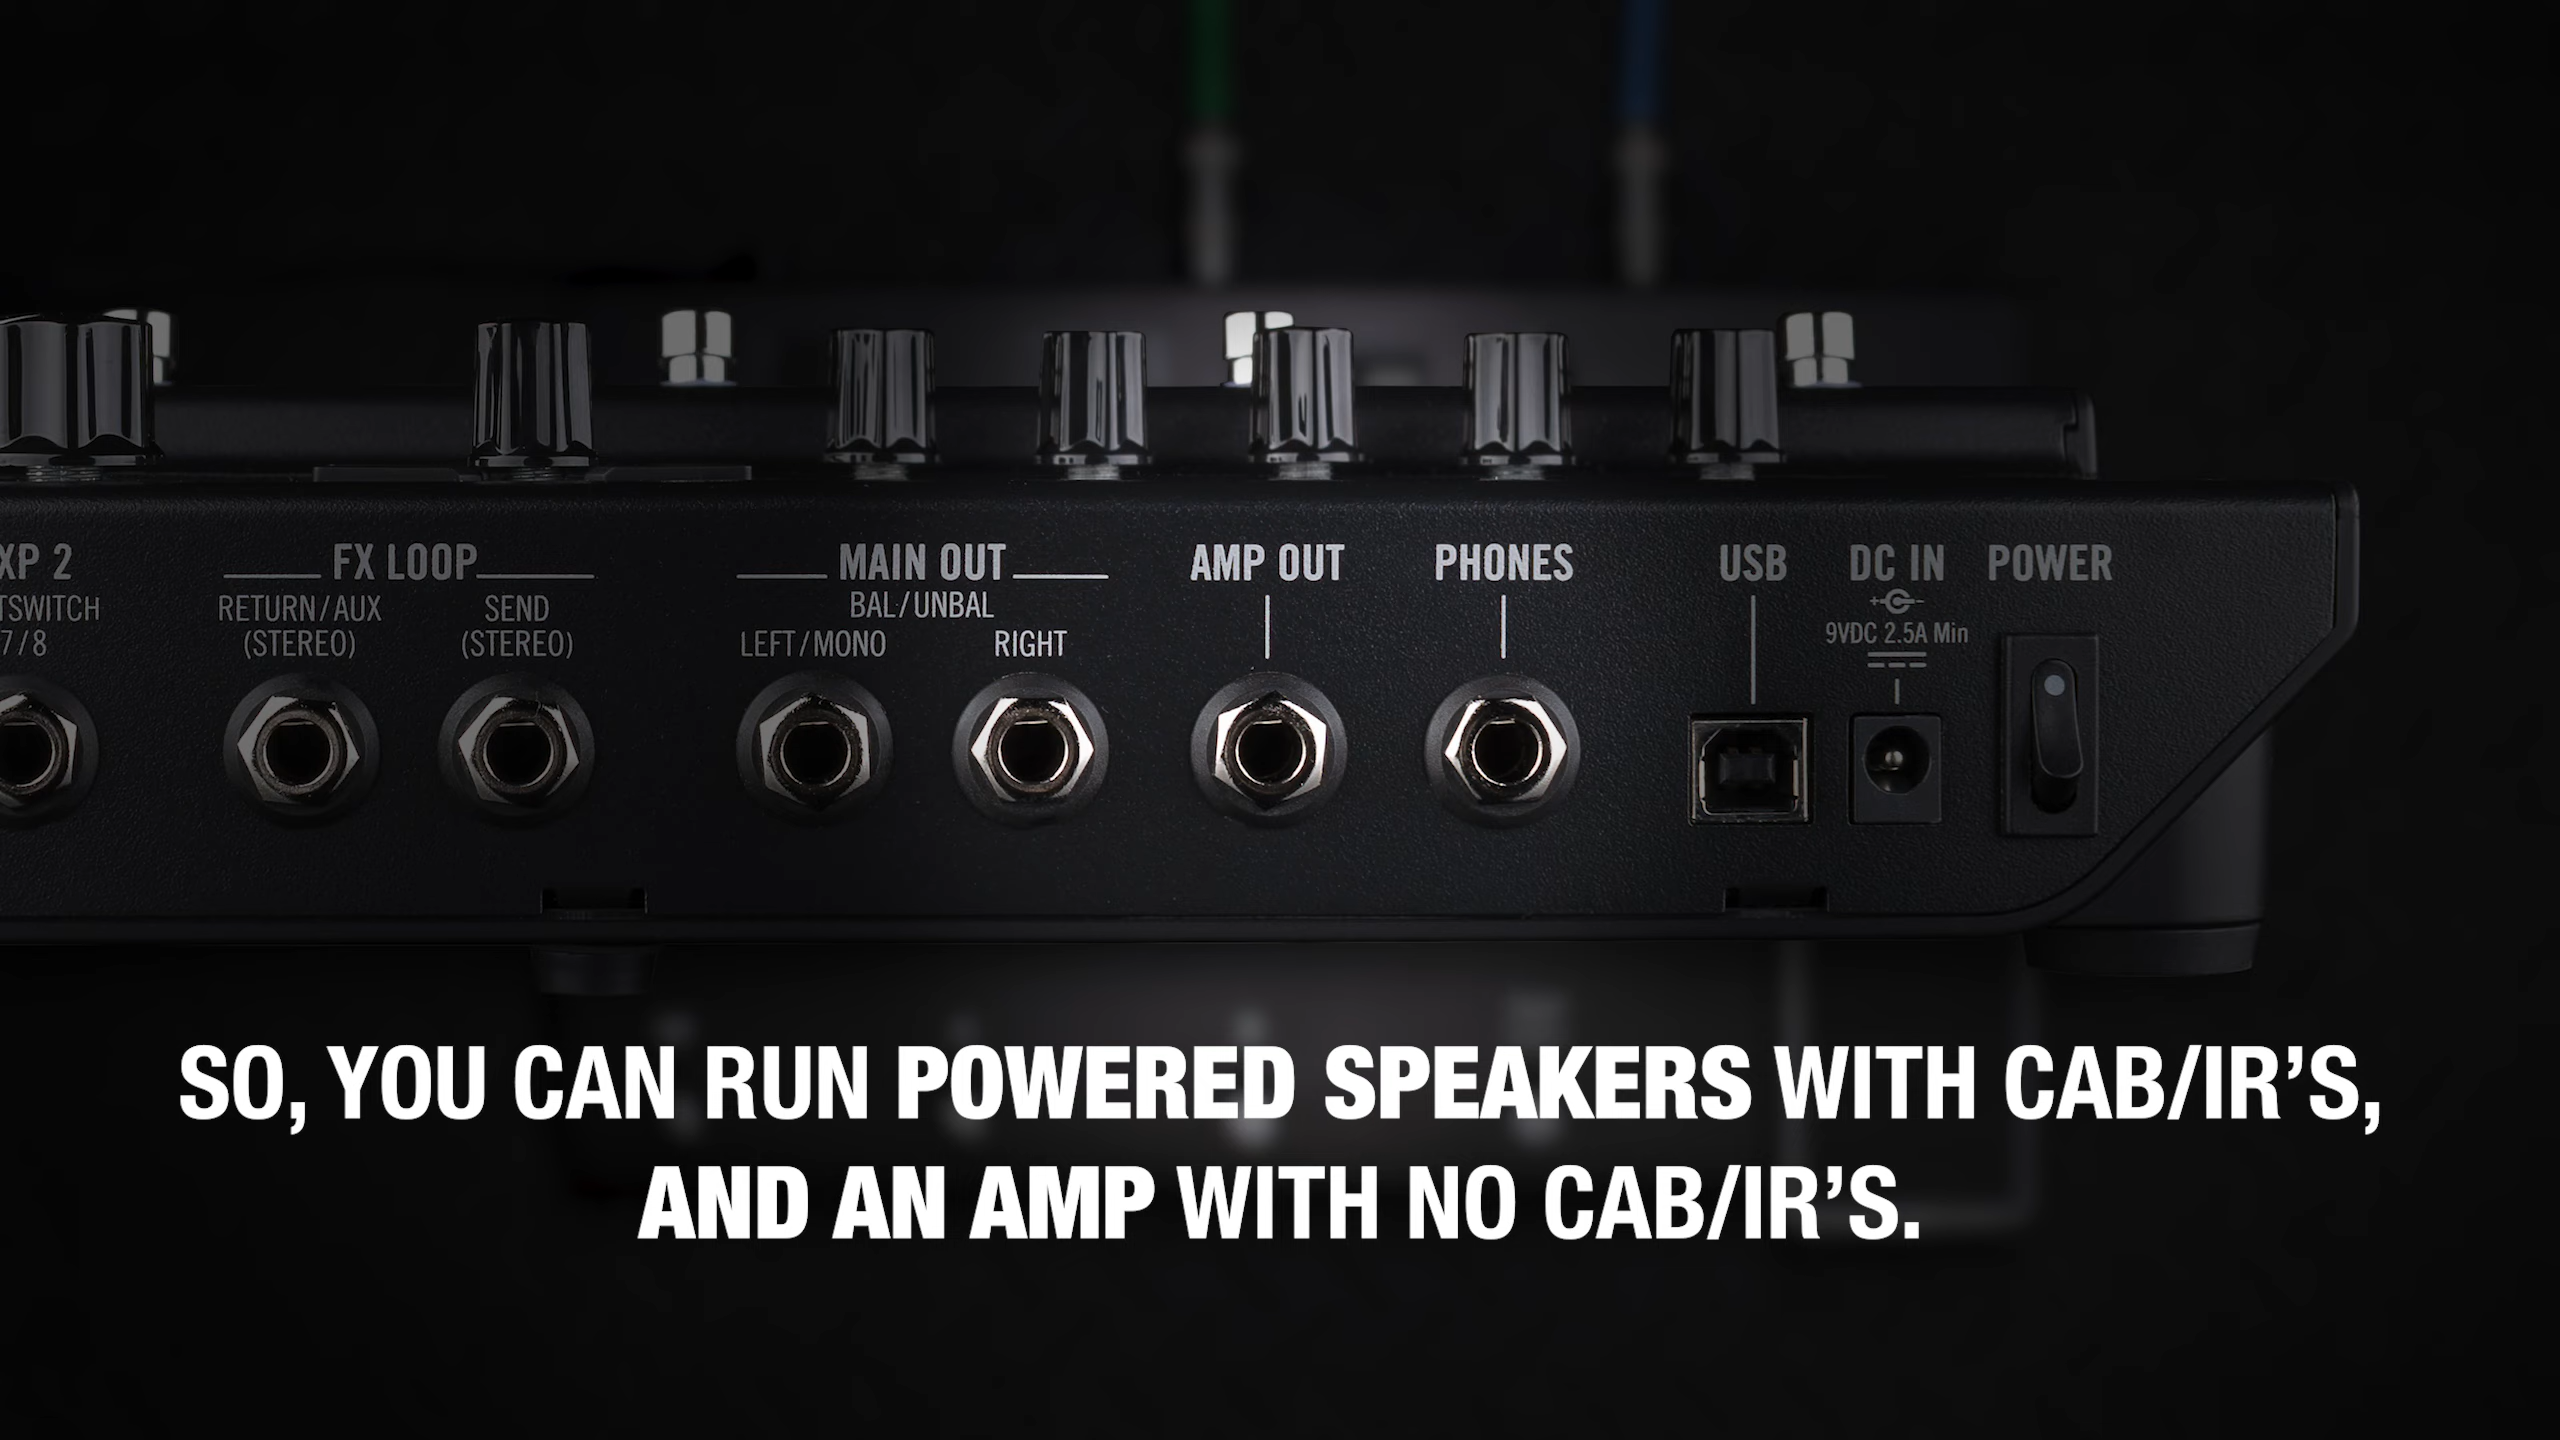 XP 2
TSWITCH
7/8
FX LOOP
RETURN/AUX
(STEREO)
SEND
(STEREO)
MAIN OUT
BAL/UNBAL
LEFT/MONO
RIGHT
AMP OUT
PHONES
USB
DC IN
9VDC 2.5A Min
POWER
SO, YOU CAN RUN POWERED SPEAKERS WITH CAB/IR’S,
AND AN AMP WITH NO CAB/IR’S.